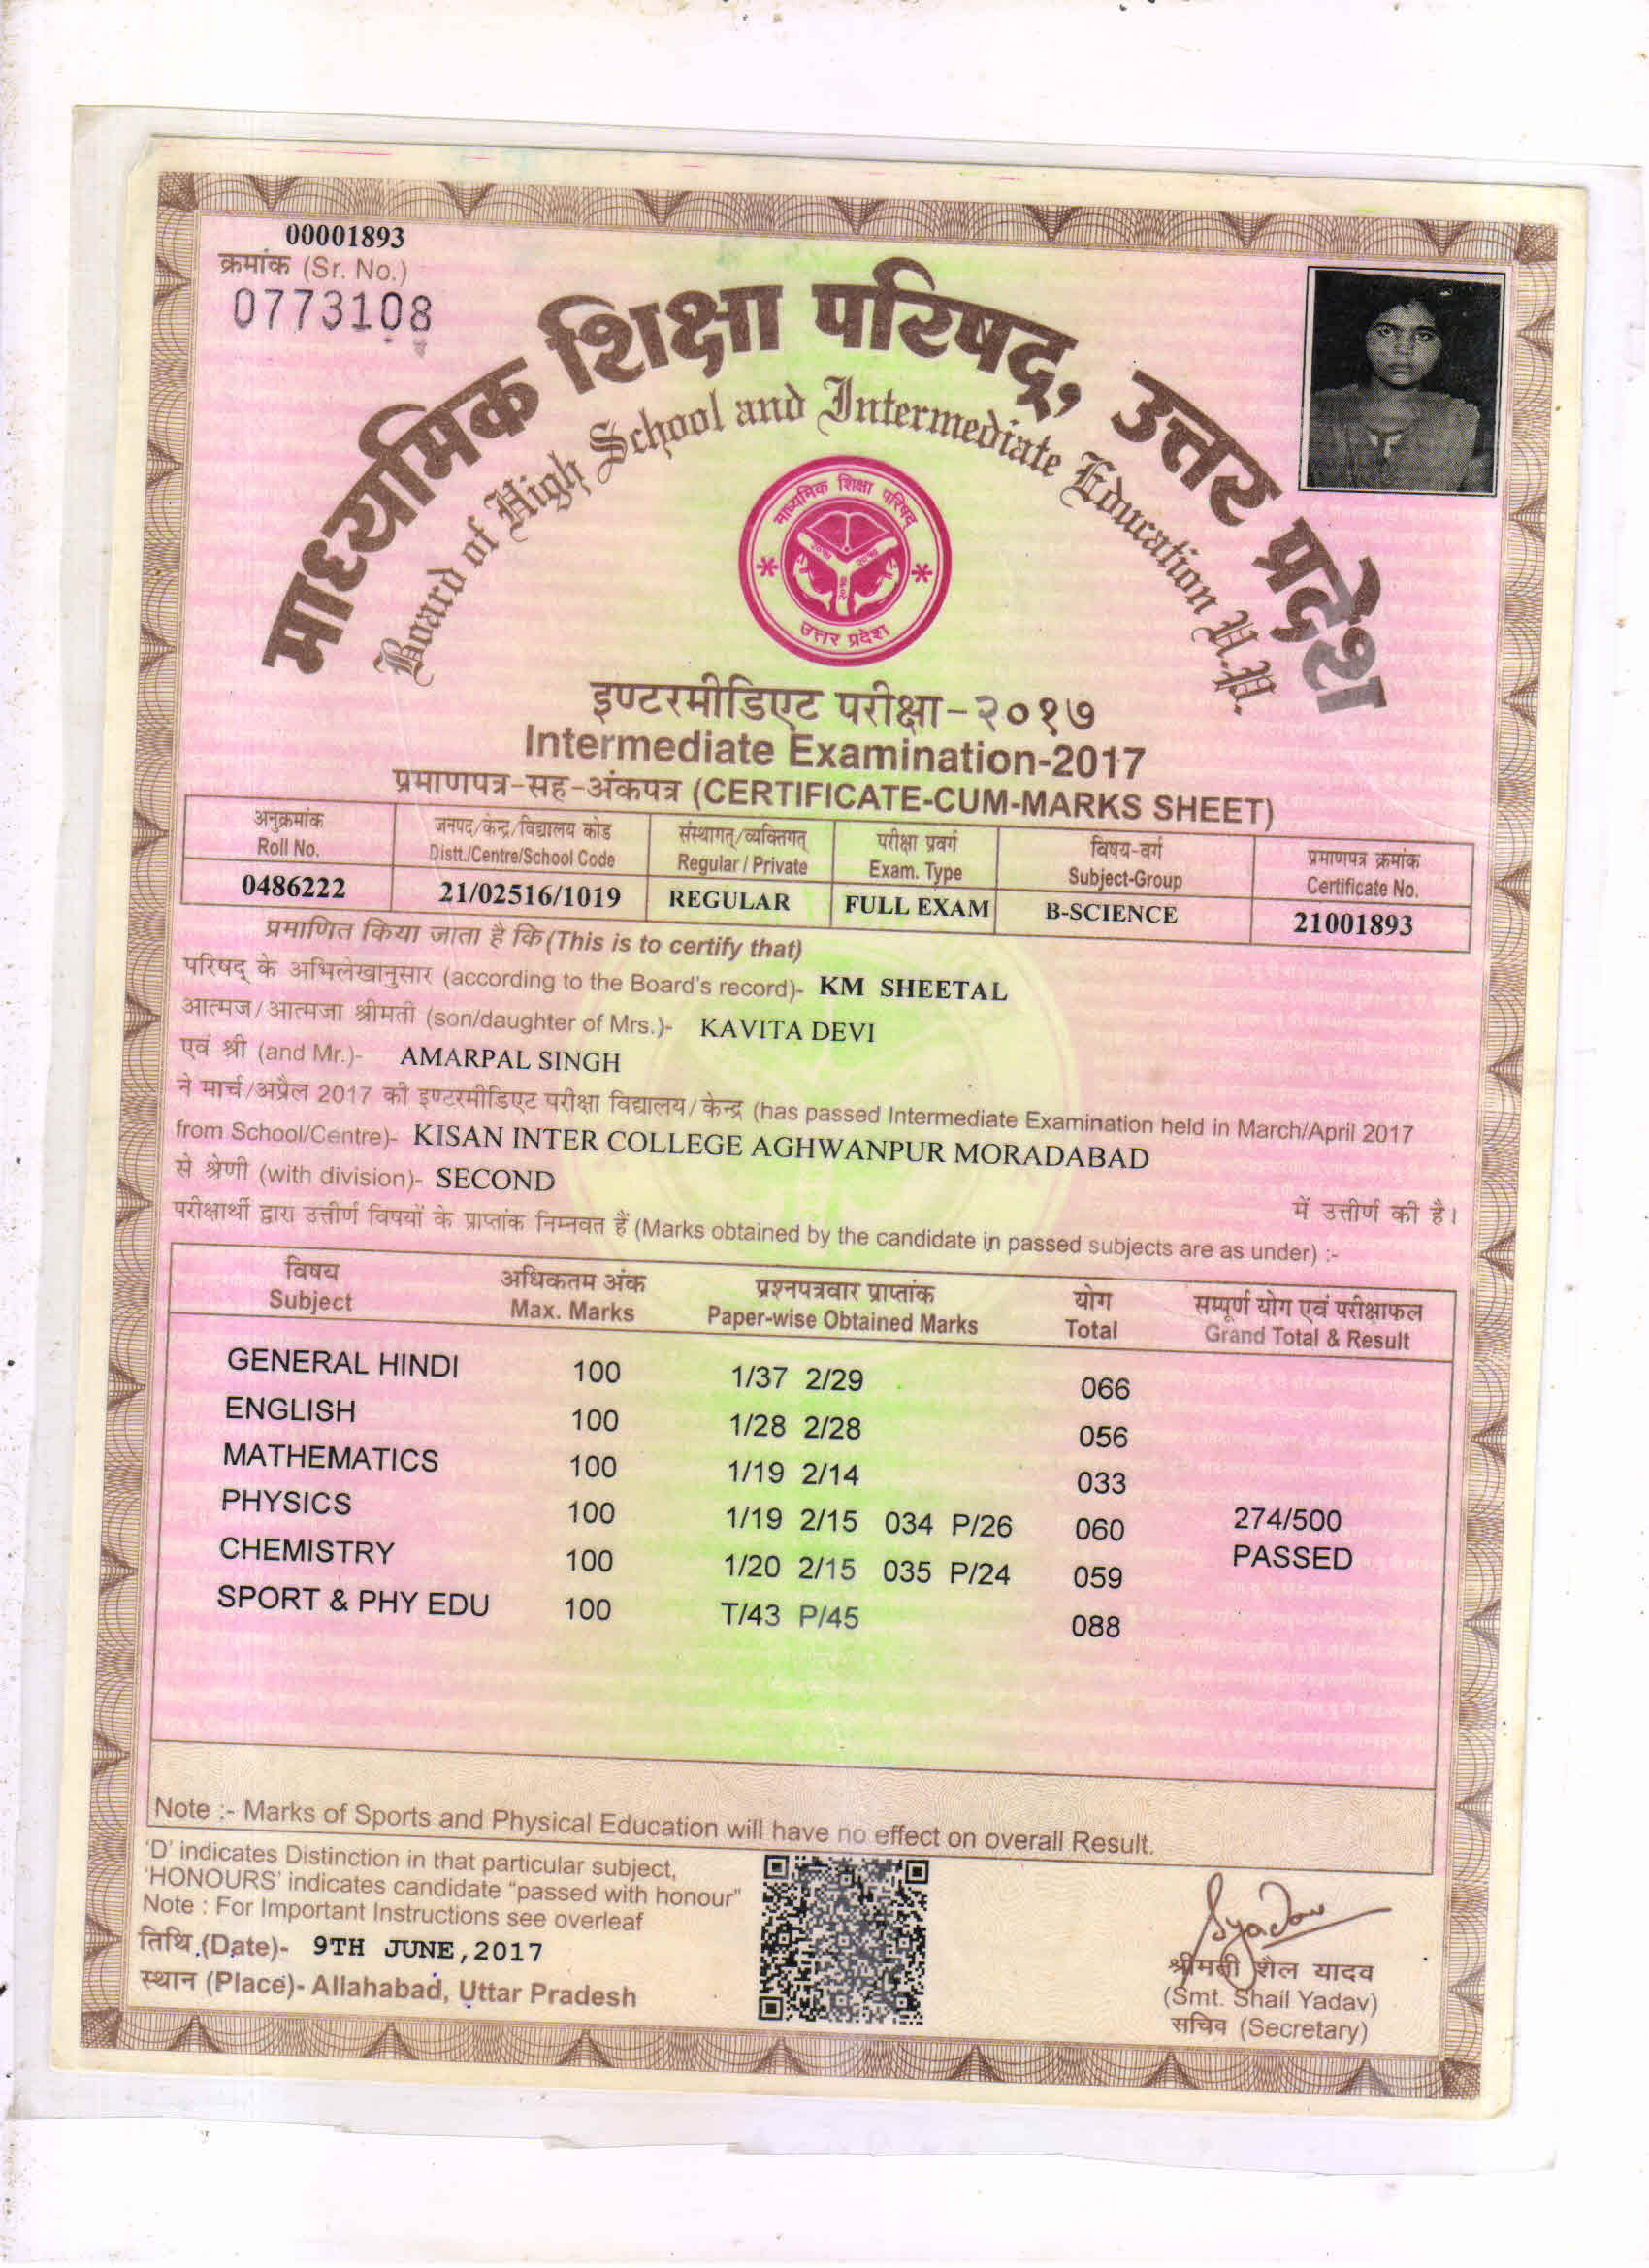 00001893
क्रमांक (Sr. No.)
0773108
माध्यमिक शिक्षा परिषद्, उत्तर प्रदेश
Board of High School and Intermediate Education U.P.
माध्यमिक शिक्षा परिषद्
उत्तर प्रदेश
इण्टरमीडिएट परीक्षा-२०१७
Intermediate Examination-2017
प्रमाणपत्र-सह-अंकपत्र (CERTIFICATE-CUM-MARKS SHEET)
अनुक्रमांक जनपद/केन्द्र/विद्यालय कोड संस्थागत्/व्यक्तिगत् परीक्षा प्रवर्ग विषय-वर्ग प्रमाणपत्र क्रमांक
Roll No. Distt./Centre/School Code Regular / Private Exam. Type Subject-Group Certificate No.
0486222 21/02516/1019 REGULAR FULL EXAM B-SCIENCE 21001893
प्रमाणित किया जाता है कि (This is to certify that)
परिषद् के अभिलेखानुसार (according to the Board's record)- KM SHEETAL
आत्मज/आत्मजा श्रीमती (son/daughter of Mrs.)- KAVITA DEVI
एवं श्री (and Mr.)- AMARPAL SINGH
ने मार्च/अप्रैल 2017 की इण्टरमीडिएट परीक्षा विद्यालय/केन्द्र (has passed Intermediate Examination held in March/April 2017
from School/Centre)- KISAN INTER COLLEGE AGHWANPUR MORADABAD
से श्रेणी (with division)- SECOND
में उत्तीर्ण की है।
परीक्षार्थी द्वारा उत्तीर्ण विषयों के प्राप्तांक निम्नवत हैं (Marks obtained by the candidate in passed subjects are as under) :-
विषय अधिकतम अंक प्रश्नपत्रवार प्राप्तांक योग सम्पूर्ण योग एवं परीक्षाफल
Subject Max. Marks Paper-wise Obtained Marks Total Grand Total & Result
GENERAL HINDI 100 1/37 2/29 066
ENGLISH 100 1/28 2/28 056
MATHEMATICS 100 1/19 2/14 033
PHYSICS 100 1/19 2/15 034 P/26 060 274/500
CHEMISTRY 100 1/20 2/15 035 P/24 059 PASSED
SPORT & PHY EDU 100 T/43 P/45 088
Note :- Marks of Sports and Physical Education will have no effect on overall Result.
'D' indicates Distinction in that particular subject,
'HONOURS' indicates candidate "passed with honour"
Note : For Important Instructions see overleaf
तिथि (Date)- 9TH JUNE,2017
स्थान (Place)- Allahabad, Uttar Pradesh
Syadav
श्रीमती शैल यादव
(Smt. Shail Yadav)
सचिव (Secretary)